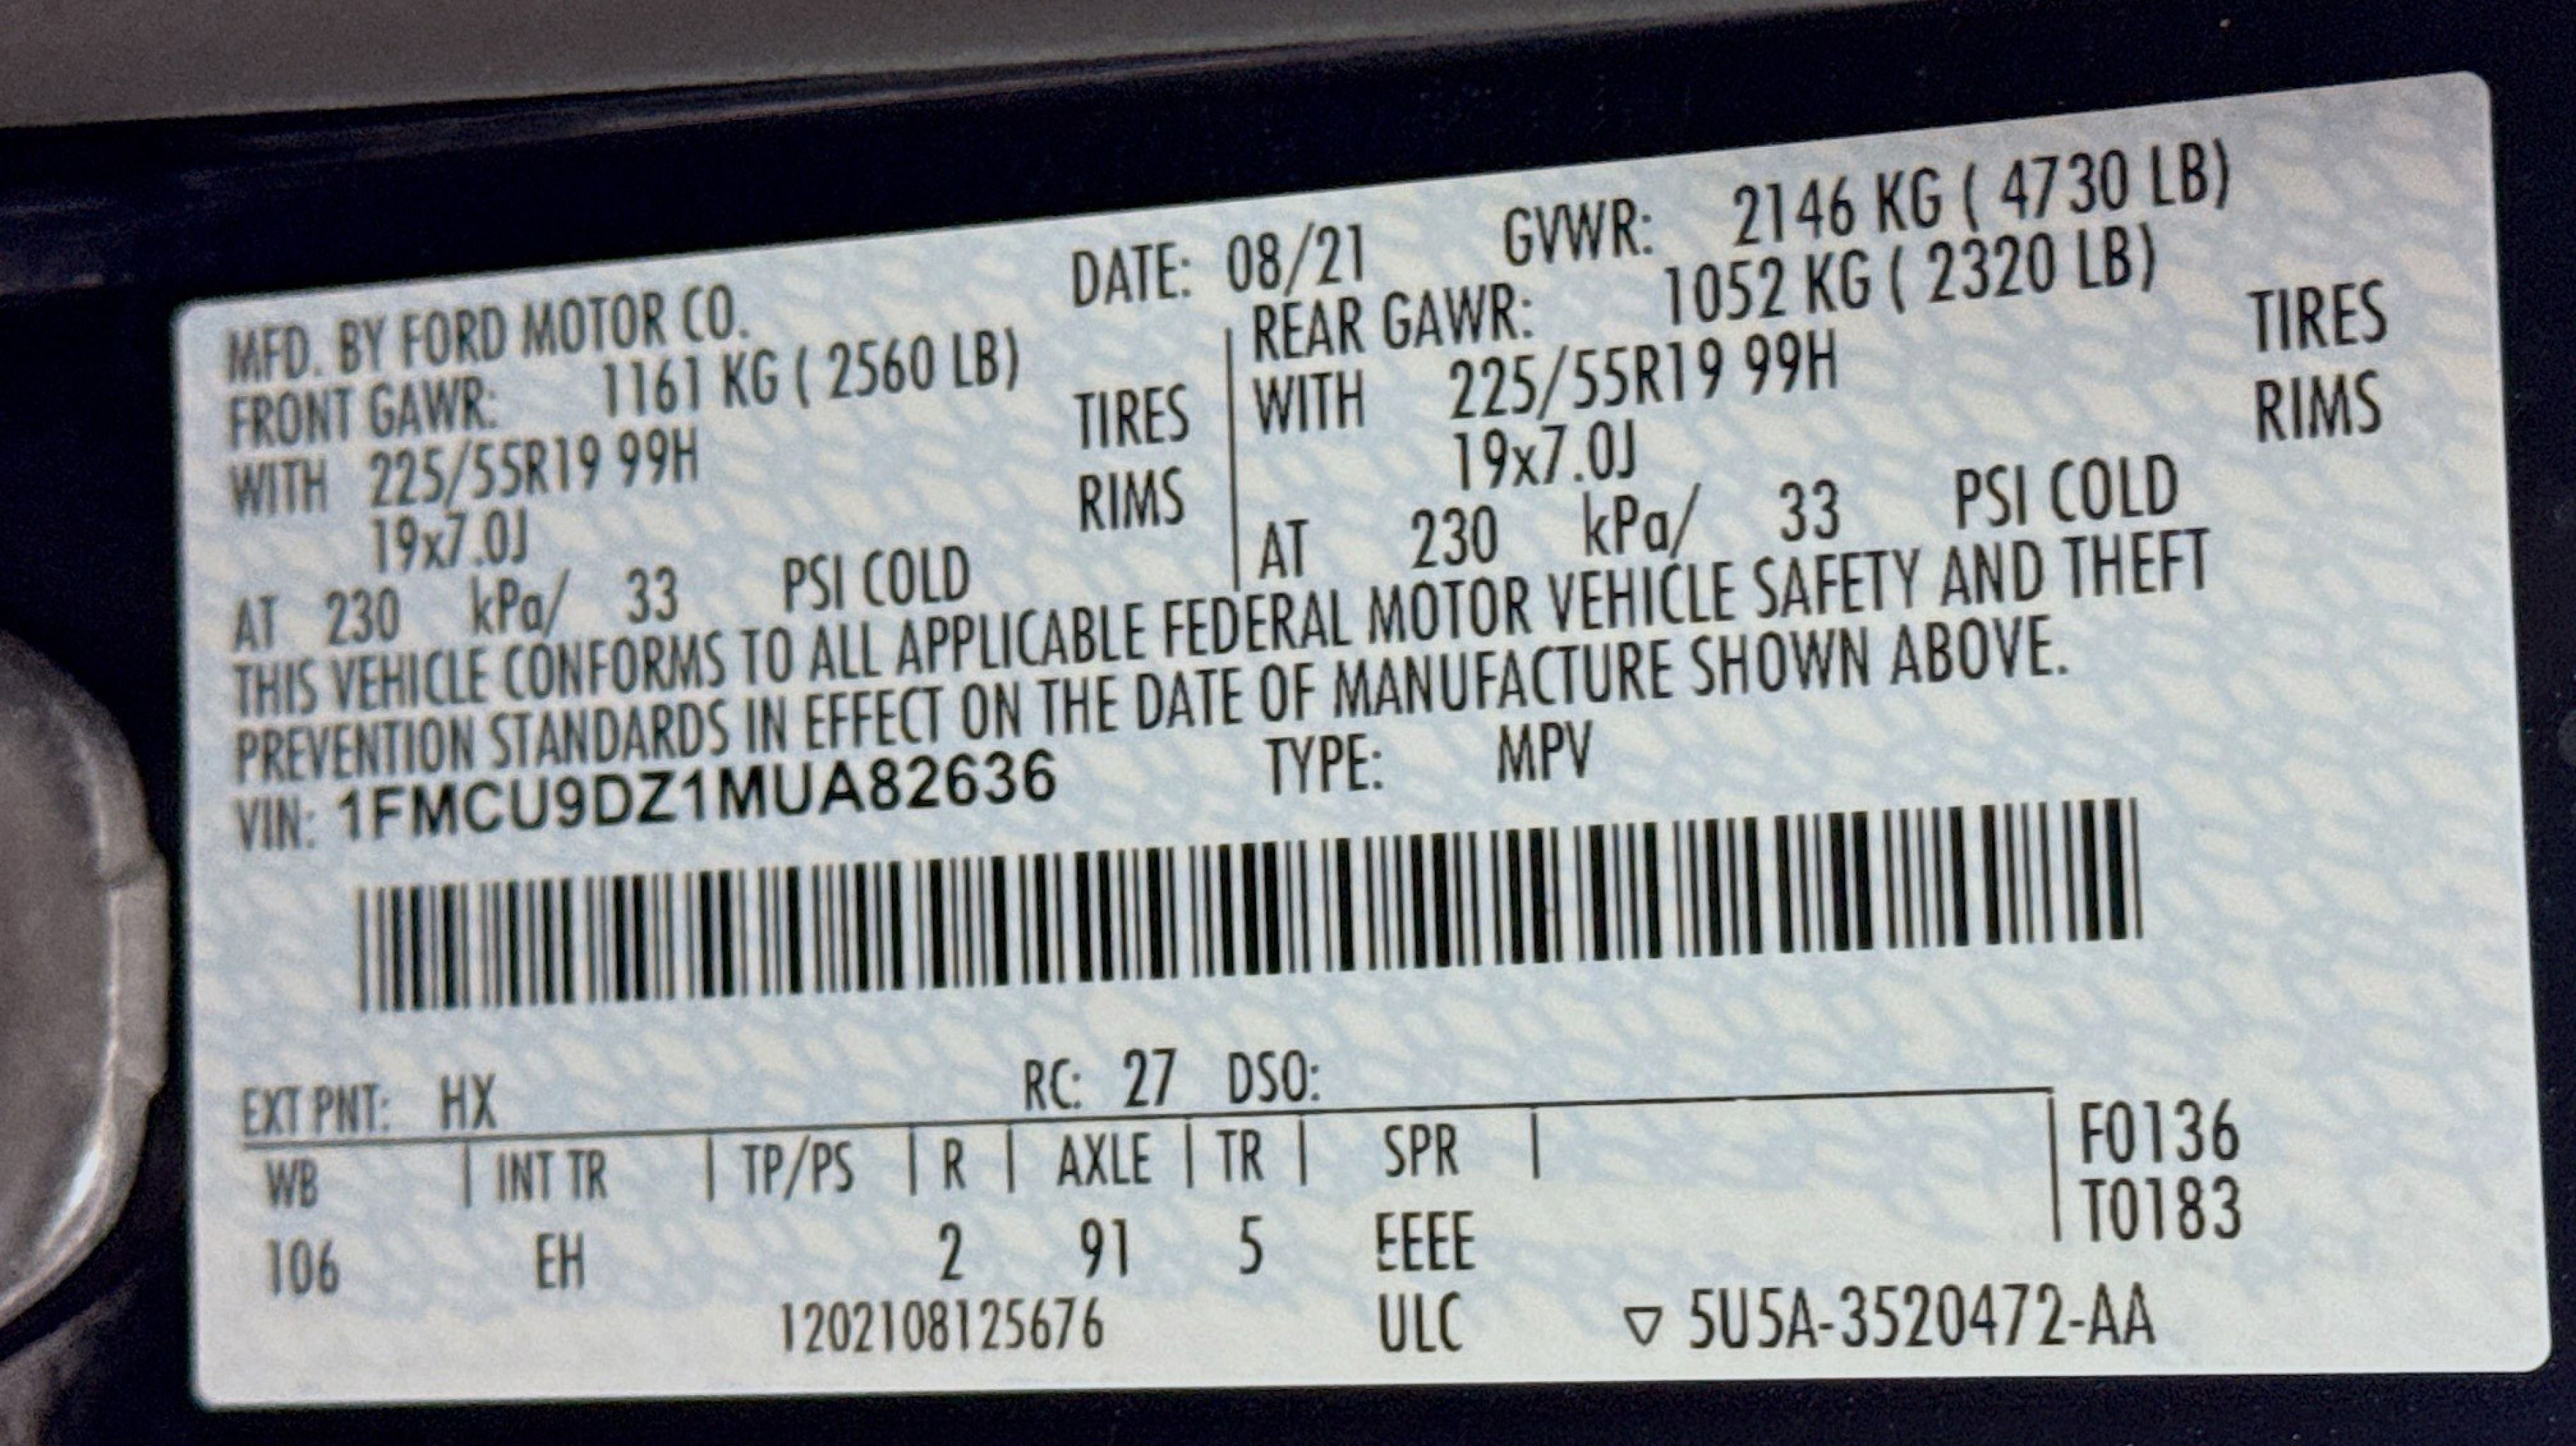 MFD. BY FORD MOTOR CO. DATE: 08/21 GVWR: 2146 KG ( 4730 LB)
FRONT GAWR: 1161 KG ( 2560 LB)
WITH 225/55R19 99H TIRES
19x7.0J RIMS
AT 230 kPa/ 33 PSI COLD
REAR GAWR: 1052 KG ( 2320 LB)
WITH 225/55R19 99H TIRES
19x7.0J RIMS
AT 230 kPa/ 33 PSI COLD
THIS VEHICLE CONFORMS TO ALL APPLICABLE FEDERAL MOTOR VEHICLE SAFETY AND THEFT
PREVENTION STANDARDS IN EFFECT ON THE DATE OF MANUFACTURE SHOWN ABOVE.
VIN: 1FMCU9DZ1MUA82636 TYPE: MPV
EXT PNT: HX RC: 27 DSO:
WB | INT TR | TP/PS | R | AXLE | TR | SPR | F0136
T0183
106 EH 2 91 5 EEEE
1202108125676 ULC ▽ 5U5A-3520472-AA